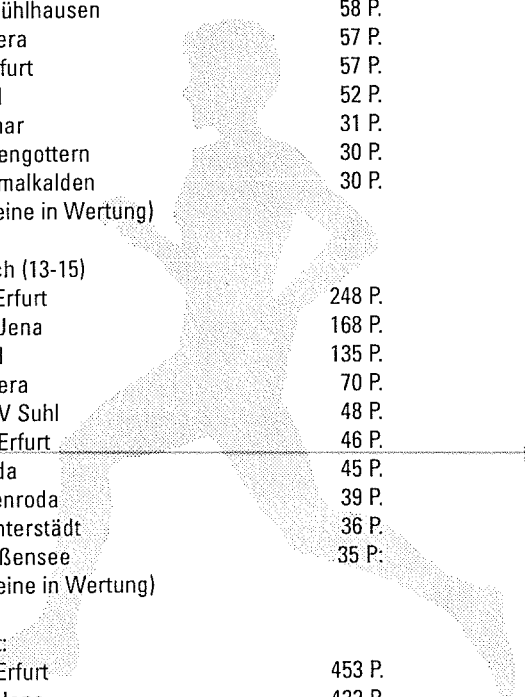 ühlhausen 58 P.
era 57 P.
furt 57 P.
l 52 P.
nar 31 P.
engottern 30 P.
malkalden 30 P.
eine in Wertung)
ch (13-15)
Erfurt 248 P.
Jena 168 P.
l 135 P.
era 70 P.
V Suhl 48 P.
Erfurt 46 P.
da 45 P.
enroda 39 P.
nterstädt 36 P.
ßensee 35 P:
eine in Wertung)
t:
Erfurt 453 P.